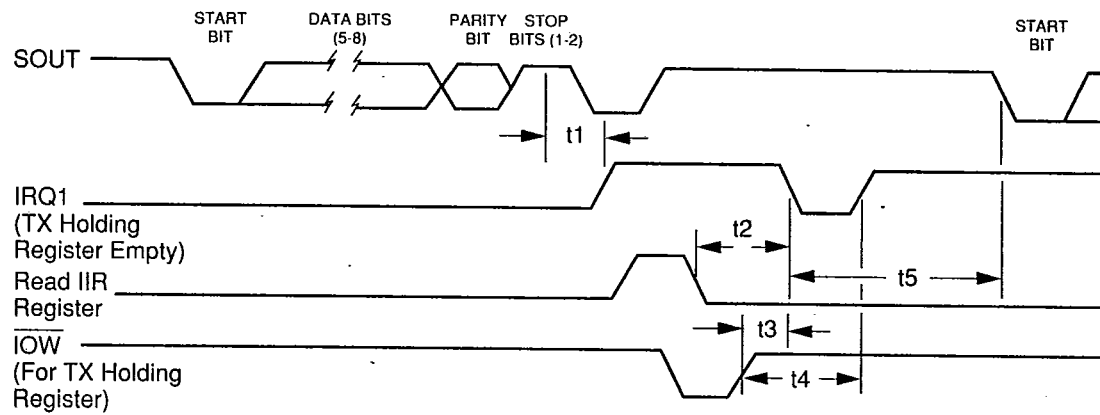 START
BIT
DATA BITS
(5-8)
PARITY
BIT
STOP
BITS (1-2)
START
BIT
SOUT
t1
IRQ1
(TX Holding
Register Empty)
t2
t5
Read IIR
Register
t3
IOW
(For TX Holding
Register)
t4